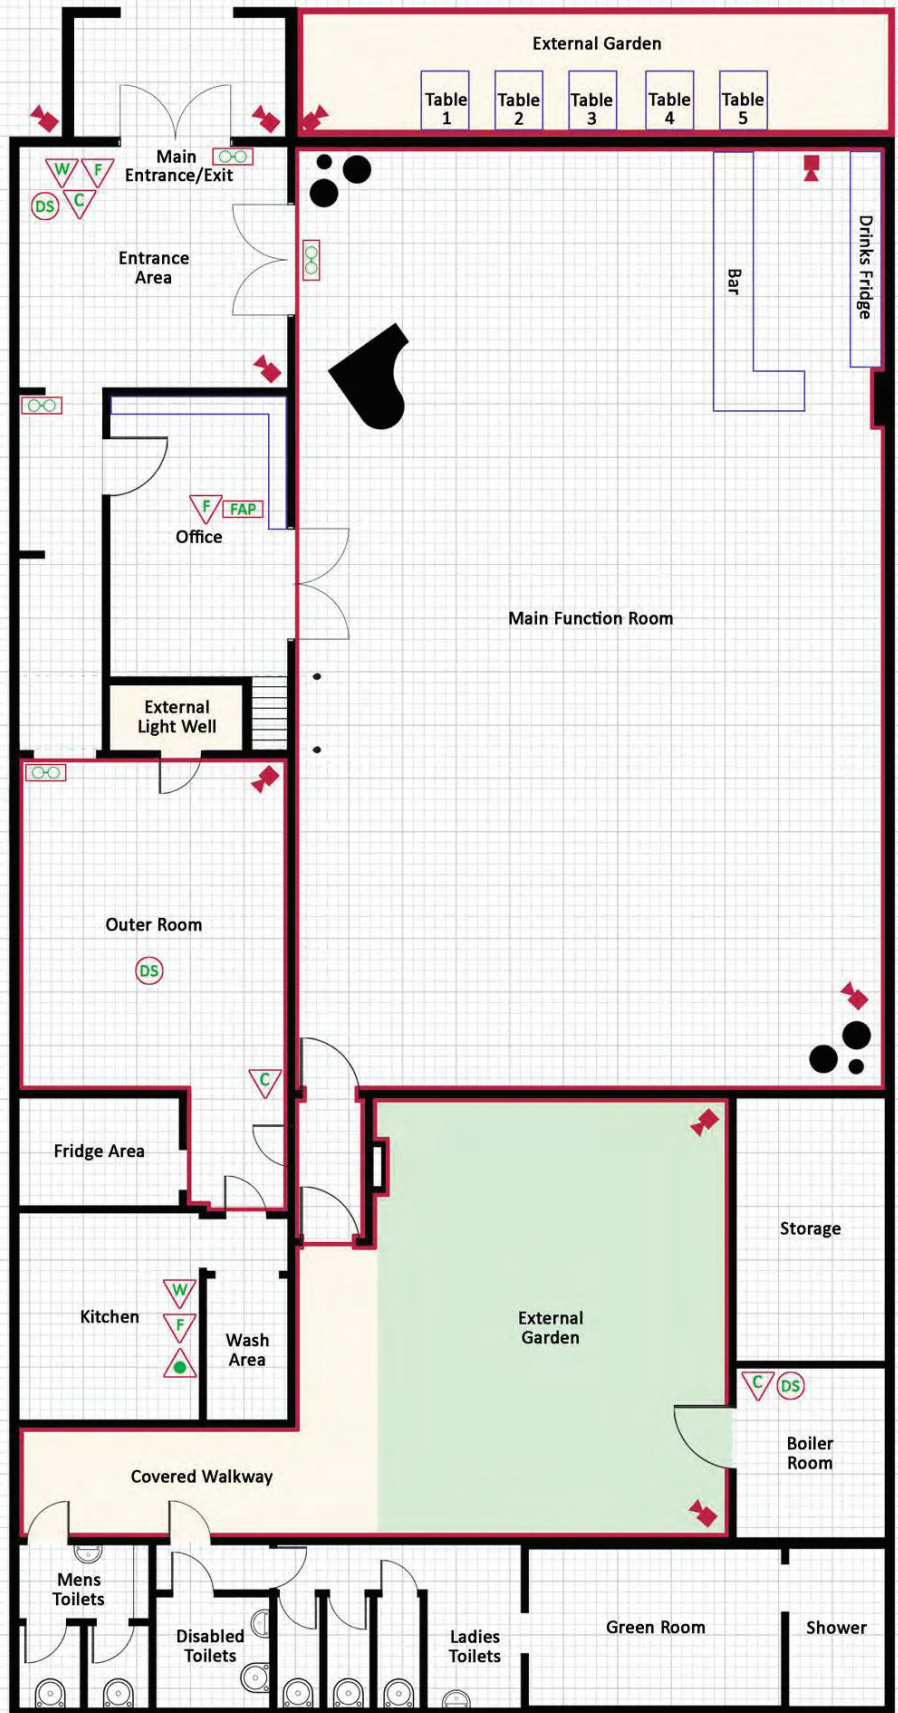 External Garden
Table
1
Table
2
Table
3
Table
4
Table
5
Main
Entrance/Exit
W
F
C
DS
Entrance
Area
Bar
Drinks Fridge
F
FAP
Office
Main Function Room
External
Light Well
Outer Room
DS
C
Fridge Area
Storage
Kitchen
W
F
Wash
Area
External
Garden
C
DS
Boiler
Room
Covered Walkway
Mens
Toilets
Disabled
Toilets
Ladies
Toilets
Green Room
Shower